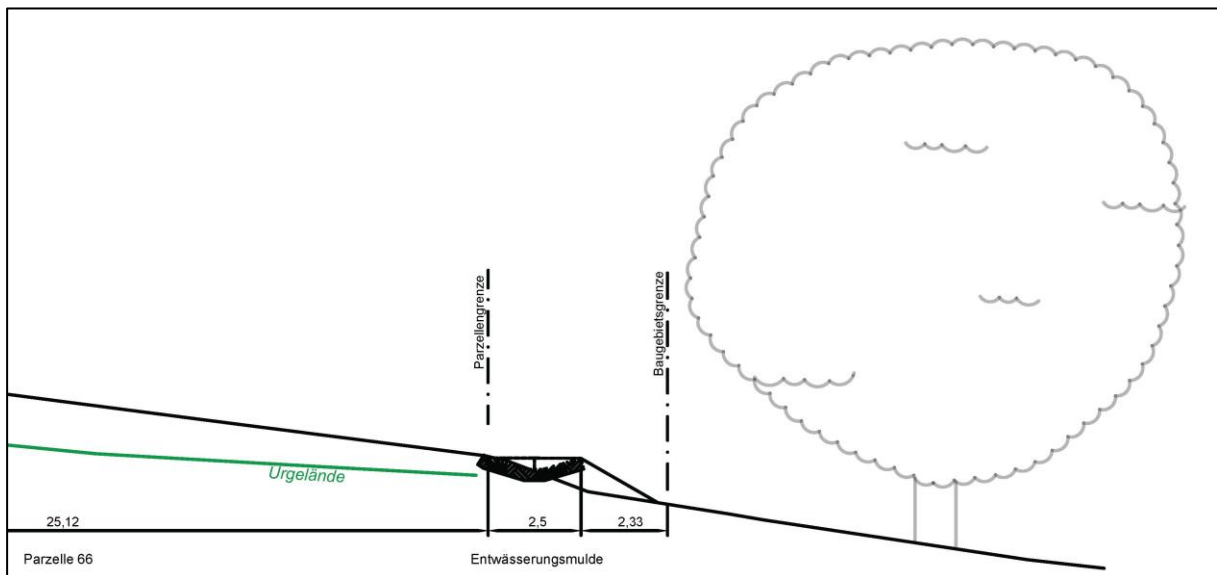 Parzellengrenze
Baugebietsgrenze
Urgelände
25,12
2,5
2,33
Parzelle 66
Entwässerungsmulde